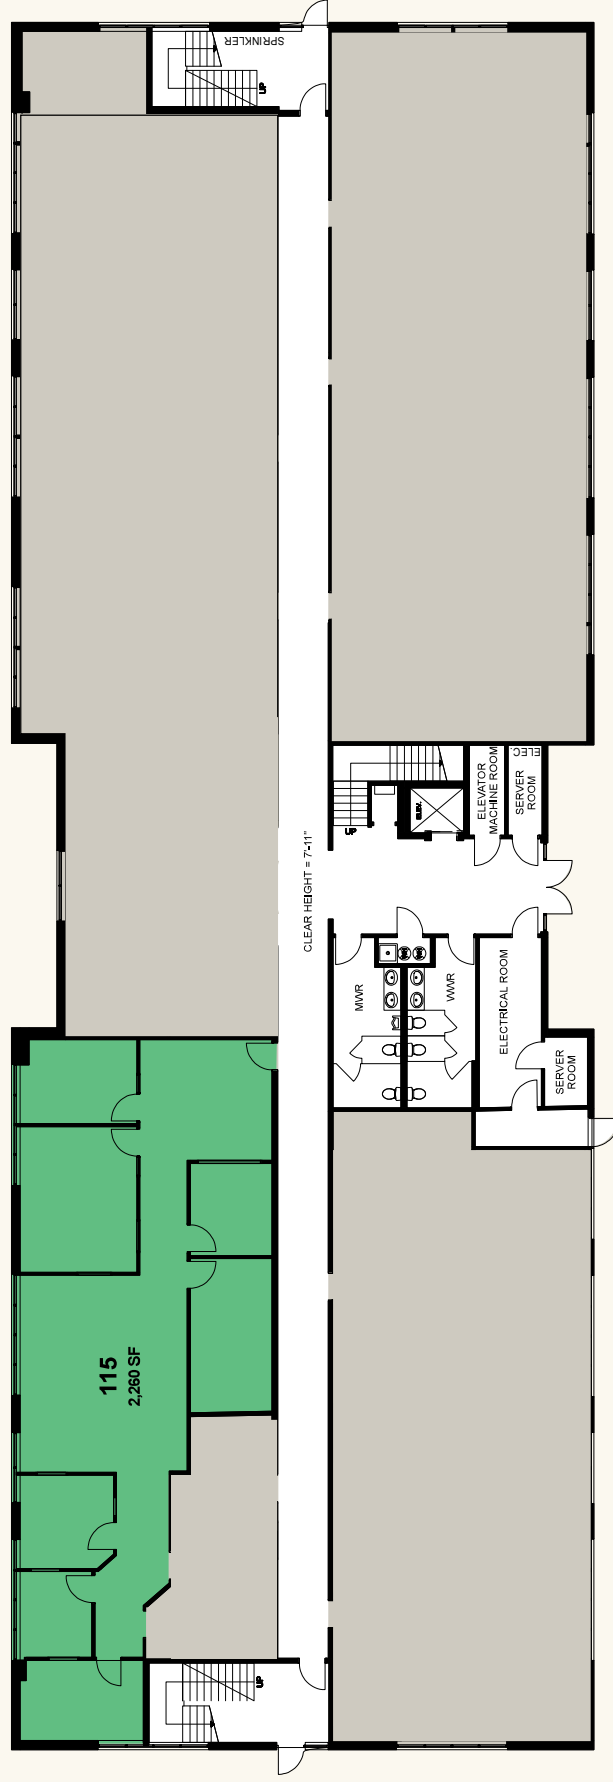 SPRINKLER
UP
ELEC.
ELEVATOR
MACHINE ROOM
SERVER
ROOM
ELEV.
UP
CLEAR HEIGHT = 7'-11"
MWR
WWR
ELECTRICAL ROOM
SERVER
ROOM
115
2,260 SF
UP